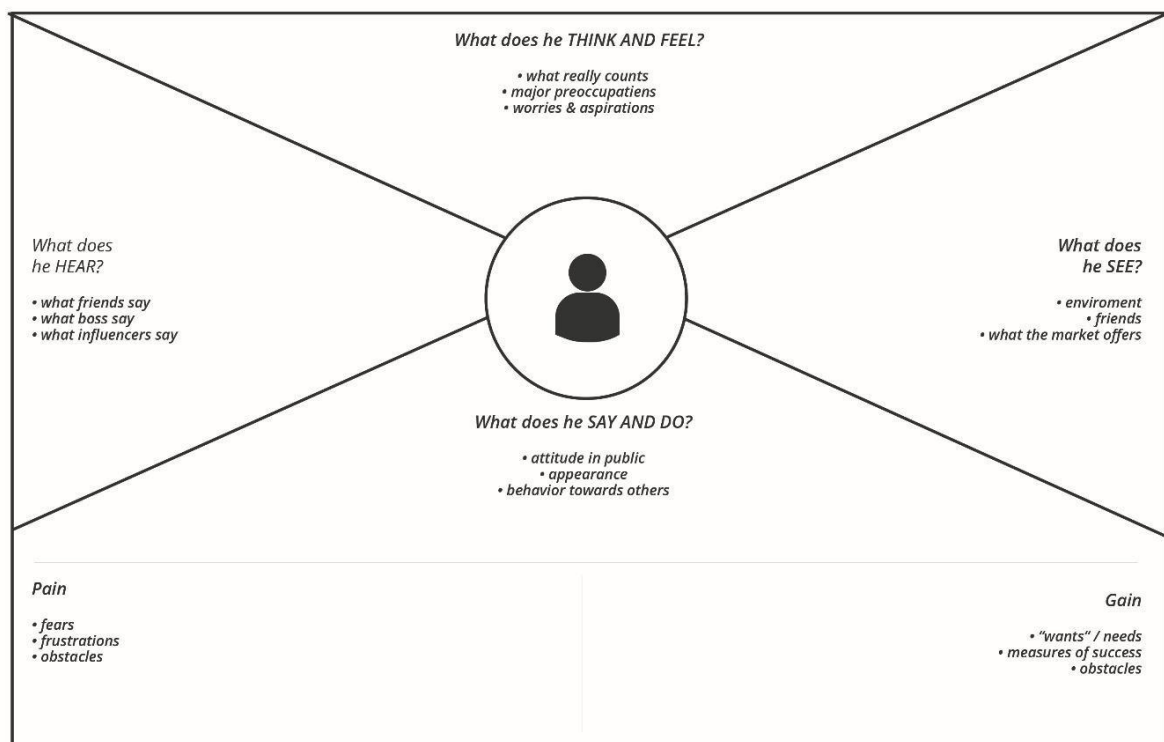 What does he THINK AND FEEL?
• what really counts
• major preoccupatiens
• worries & aspirations
What does
he HEAR?
• what friends say
• what boss say
• what influencers say
What does
he SEE?
• enviroment
• friends
• what the market offers
What does he SAY AND DO?
• attitude in public
• appearance
• behavior towards others
Pain
• fears
• frustrations
• obstacles
Gain
• “wants” / needs
• measures of success
• obstacles